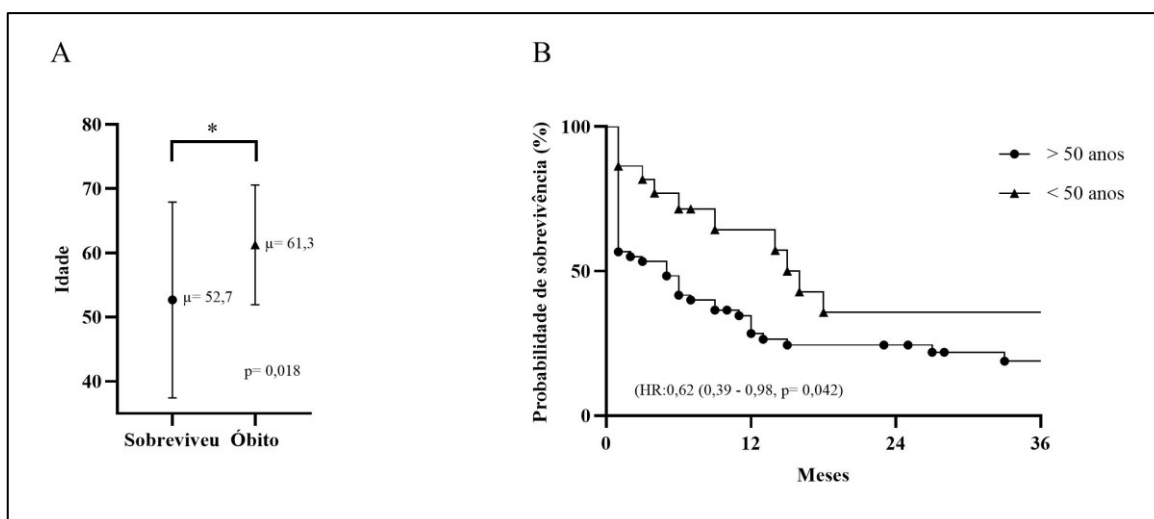 A
Idade
80
70
60
50
40
*
μ= 52,7
μ= 61,3
p= 0,018
Sobreviveu Óbito
B
Probabilidade de sobrevivência (%)
100
50
0
> 50 anos
< 50 anos
(HR:0,62 (0,39 - 0,98, p= 0,042)
0 12 24 36
Meses